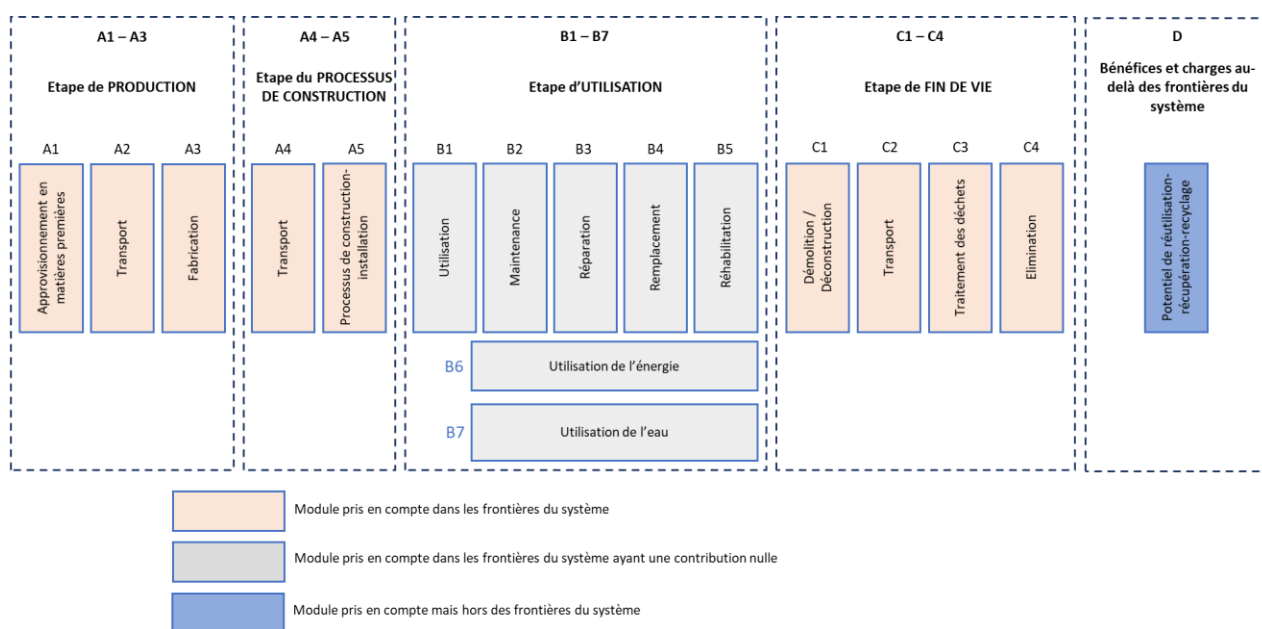 A1 – A3
Etape de PRODUCTION
A1
A2
A3
Approvisionnement en
matières premières
Transport
Fabrication
A4 – A5
Etape du PROCESSUS
DE CONSTRUCTION
A4
A5
Transport
Processus de construction-
installation
B1 – B7
Etape d’UTILISATION
B1
B2
B3
B4
B5
Utilisation
Maintenance
Réparation
Remplacement
Réhabilitation
B6
Utilisation de l’énergie
B7
Utilisation de l’eau
C1 – C4
Etape de FIN DE VIE
C1
C2
C3
C4
Démolition /
Déconstruction
Transport
Traitement des déchets
Elimination
D
Bénéfices et charges au-
delà des frontières du
système
Potentiel de réutilisation-
récupération-recyclage
Module pris en compte dans les frontières du système
Module pris en compte dans les frontières du système ayant une contribution nulle
Module pris en compte mais hors des frontières du système